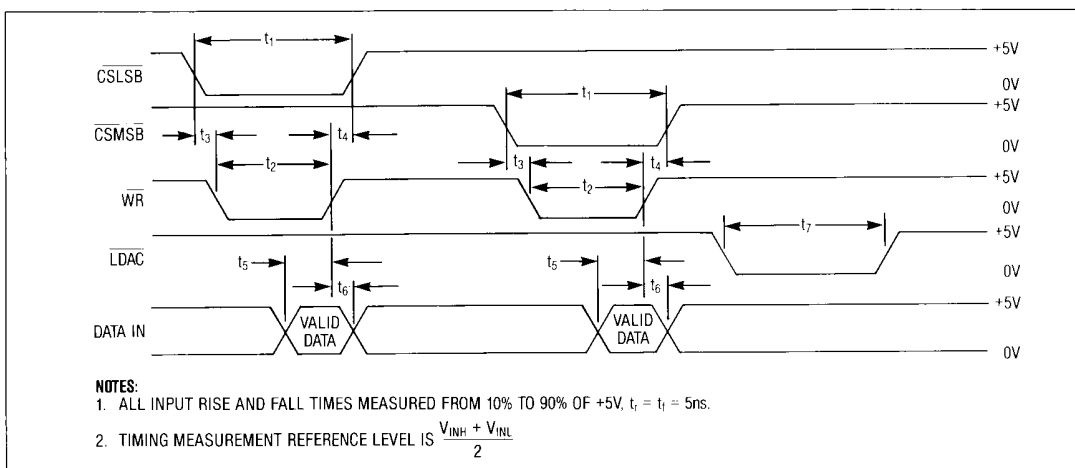 t₁
+5V
CSLSB
0V
t₁
+5V
CSMSB
t₃
t₄
0V
t₂
t₃
t₄
+5V
t₂
WR
0V
t₇
+5V
LDAC
t₅
t₅
0V
t₆
t₆
+5V
DATA IN
VALID
DATA
VALID
DATA
0V
NOTES:
1. ALL INPUT RISE AND FALL TIMES MEASURED FROM 10% TO 90% OF +5V, tᵣ = t_f = 5ns.
2. TIMING MEASUREMENT REFERENCE LEVEL IS (V_INH + V_INL) / 2